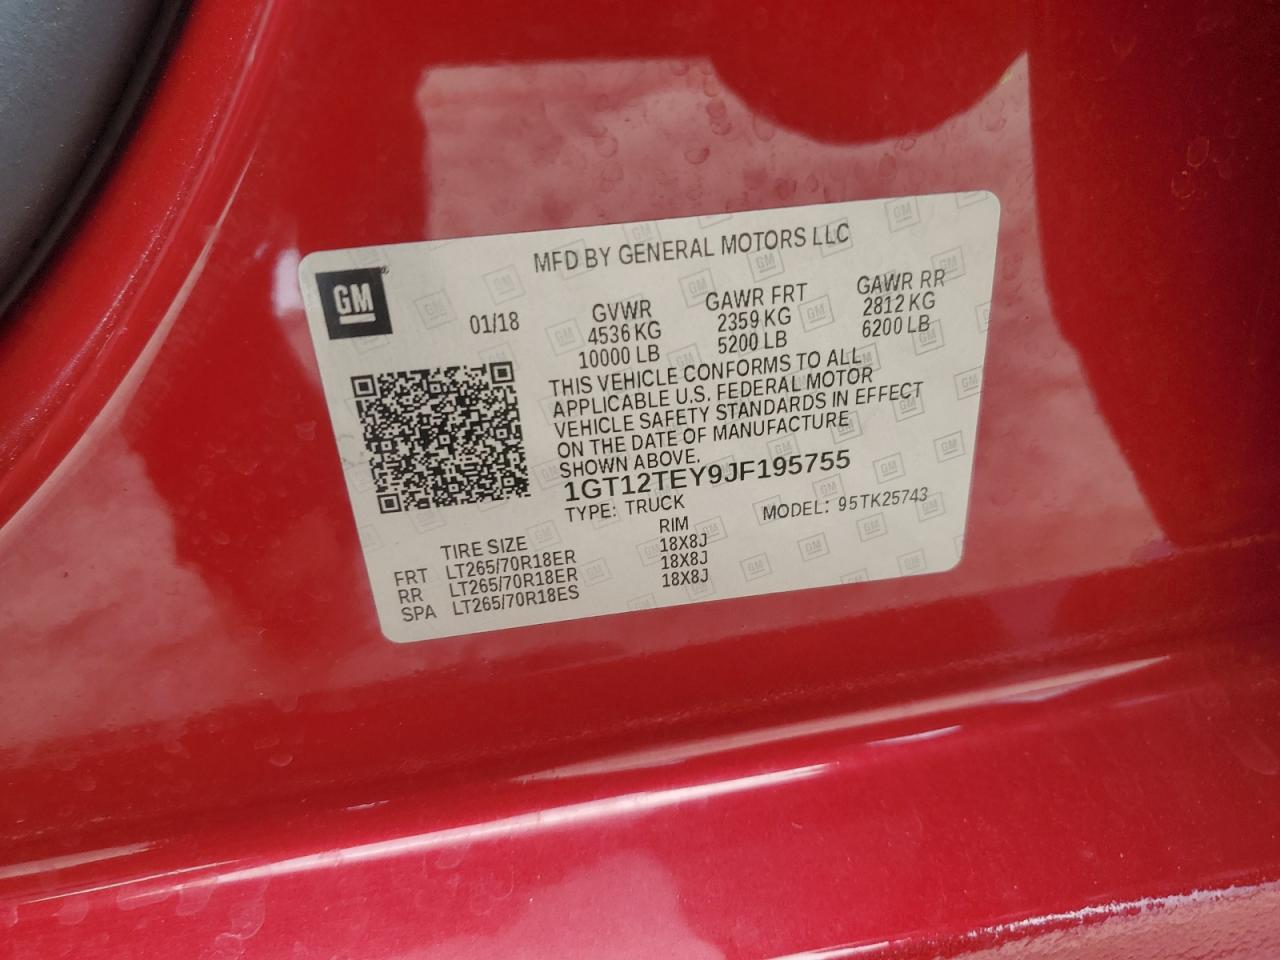 MFD BY GENERAL MOTORS LLC
GM
01/18
GVWR GAWR FRT GAWR RR
4536 KG 2359 KG 2812 KG
10000 LB 5200 LB 6200 LB
THIS VEHICLE CONFORMS TO ALL
APPLICABLE U.S. FEDERAL MOTOR
VEHICLE SAFETY STANDARDS IN EFFECT
ON THE DATE OF MANUFACTURE
SHOWN ABOVE.
1GT12TEY9JF195755
TYPE: TRUCK MODEL: 95TK25743
TIRE SIZE RIM
FRT LT265/70R18ER 18X8J
RR LT265/70R18ER 18X8J
SPA LT265/70R18ES 18X8J